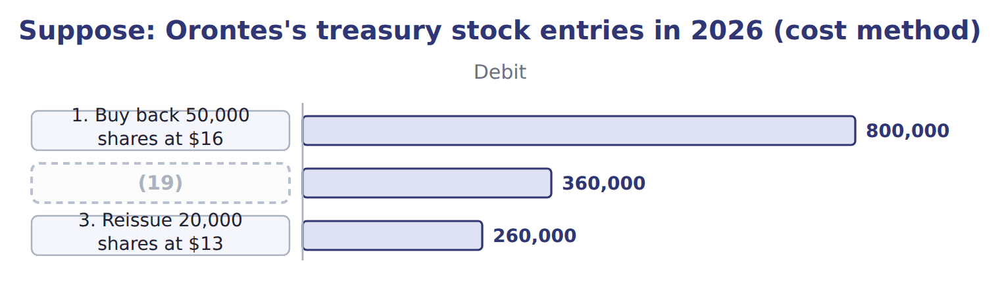 Suppose: Orontes's treasury stock entries in 2026 (cost method)
Debit
1. Buy back 50,000
shares at $16
800,000
(19)
360,000
3. Reissue 20,000
shares at $13
260,000